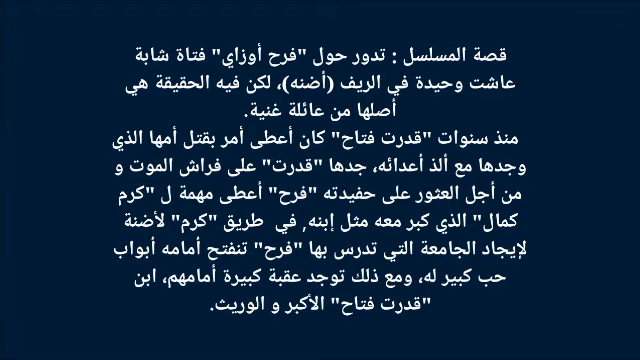 قصة المسلسل : تدور حول "فرح أوزاي" فتاة شابة
عاشت وحيدة في الريف (أضنه)، لكن فيه الحقيقة هي
أصلها من عائلة غنية.
منذ سنوات "قدرت فتاح" كان أعطى أمر بقتل أمها الذي
وجدها مع ألذ أعدائه، جدها "قدرت" على فراش الموت و
من أجل العثور على حفيدته "فرح" أعطى مهمة ل "كرم
كمال" الذي كبر معه مثل إبنه, في طريق "كرم" لأضنة
لإيجاد الجامعة التي تدرس بها "فرح" تنفتح أمامه أبواب
حب كبير له، ومع ذلك توجد عقبة كبيرة أمامهم، ابن
"قدرت فتاح" الأكبر و الوريث.